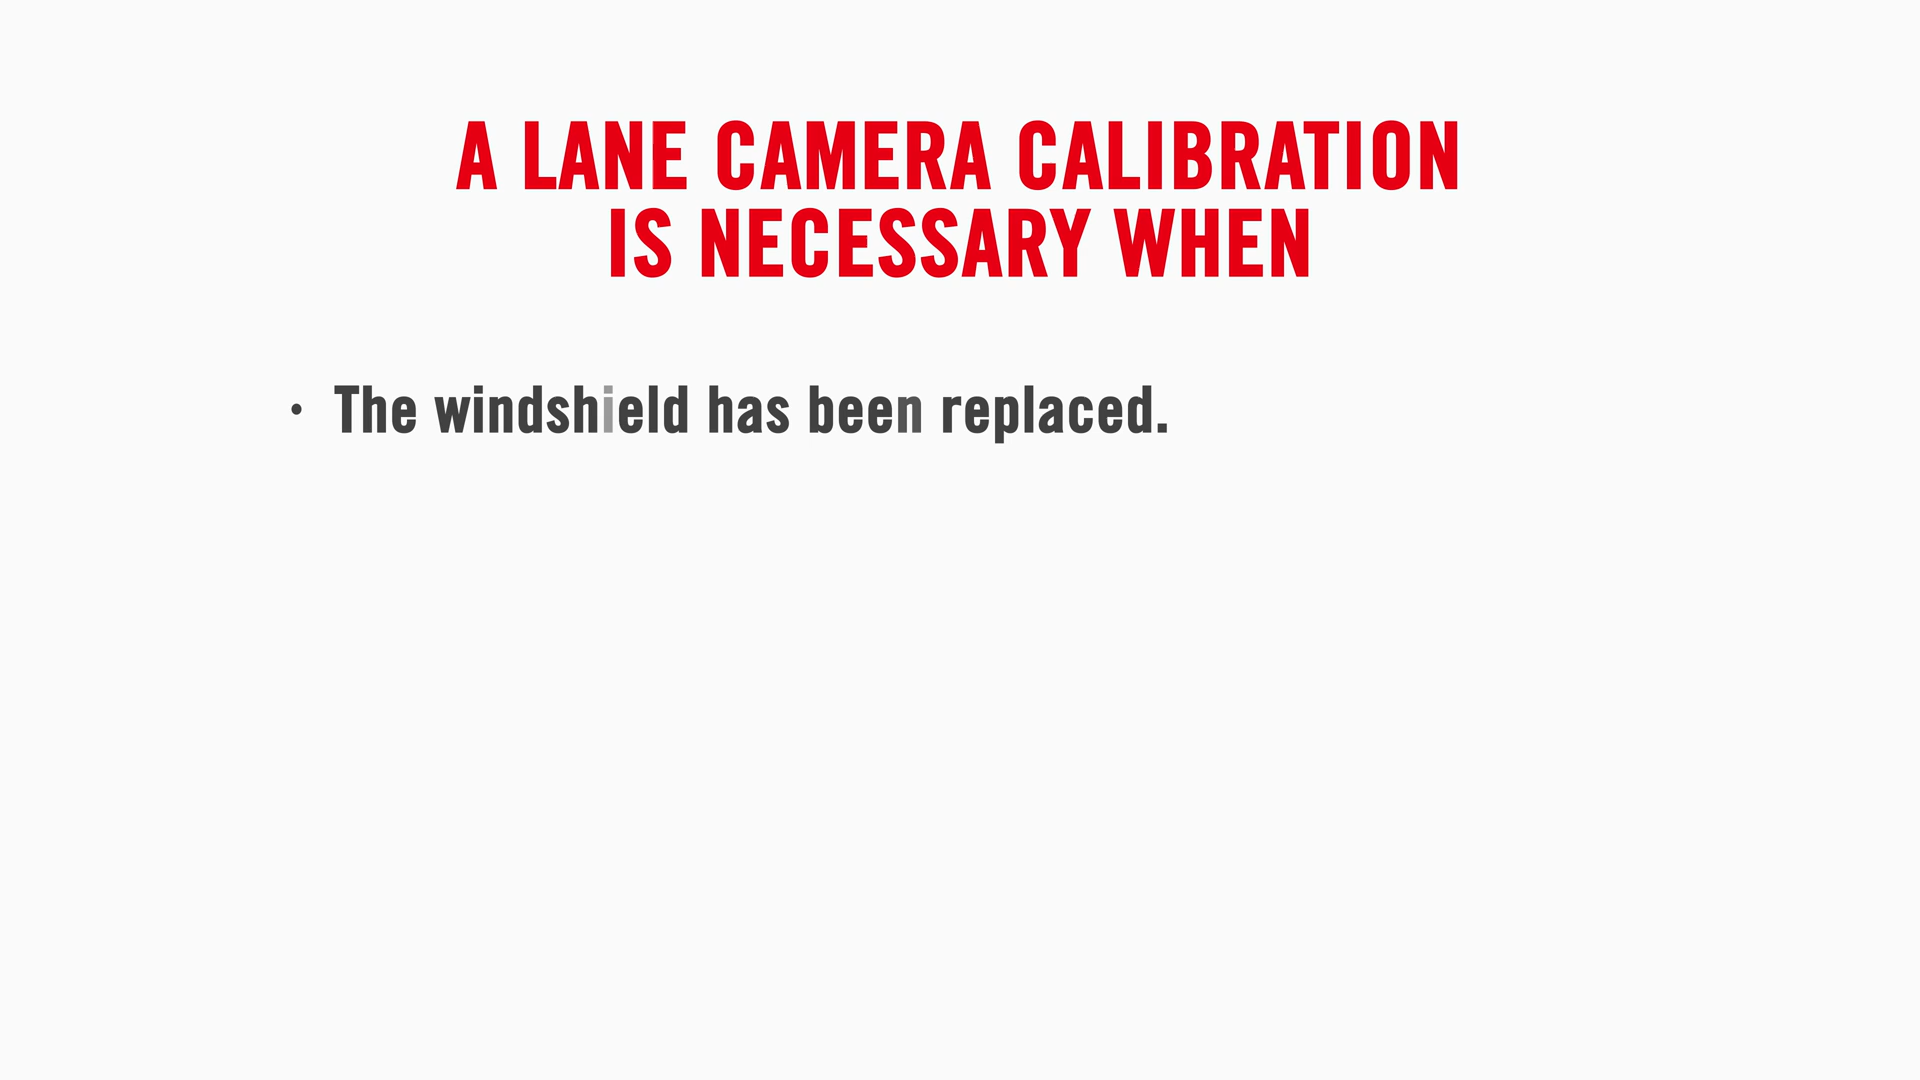 A LANE CAMERA CALIBRATION
IS NECESSARY WHEN
• The windshield has been replaced.